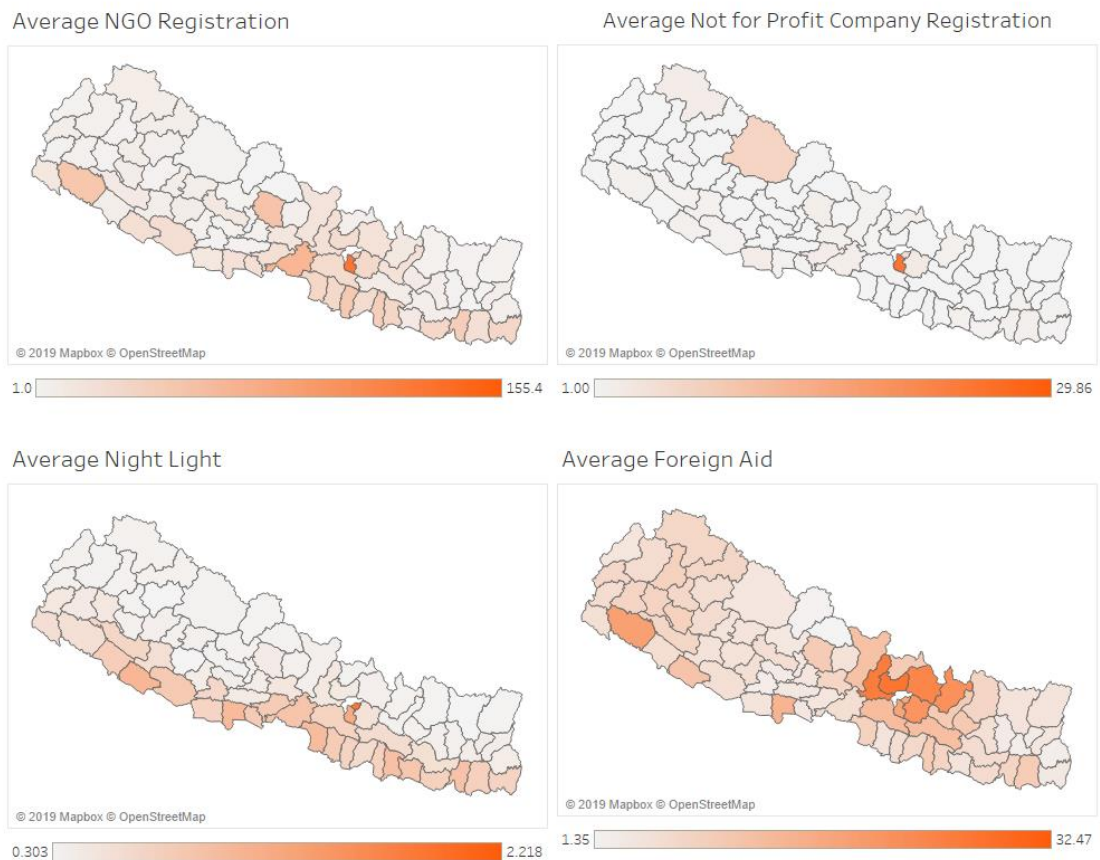 Average NGO Registration
Average Not for Profit Company Registration
© 2019 Mapbox © OpenStreetMap
© 2019 Mapbox © OpenStreetMap
1.0
155.4
1.00
29.86
Average Night Light
Average Foreign Aid
© 2019 Mapbox © OpenStreetMap
© 2019 Mapbox © OpenStreetMap
0.303
2.218
1.35
32.47